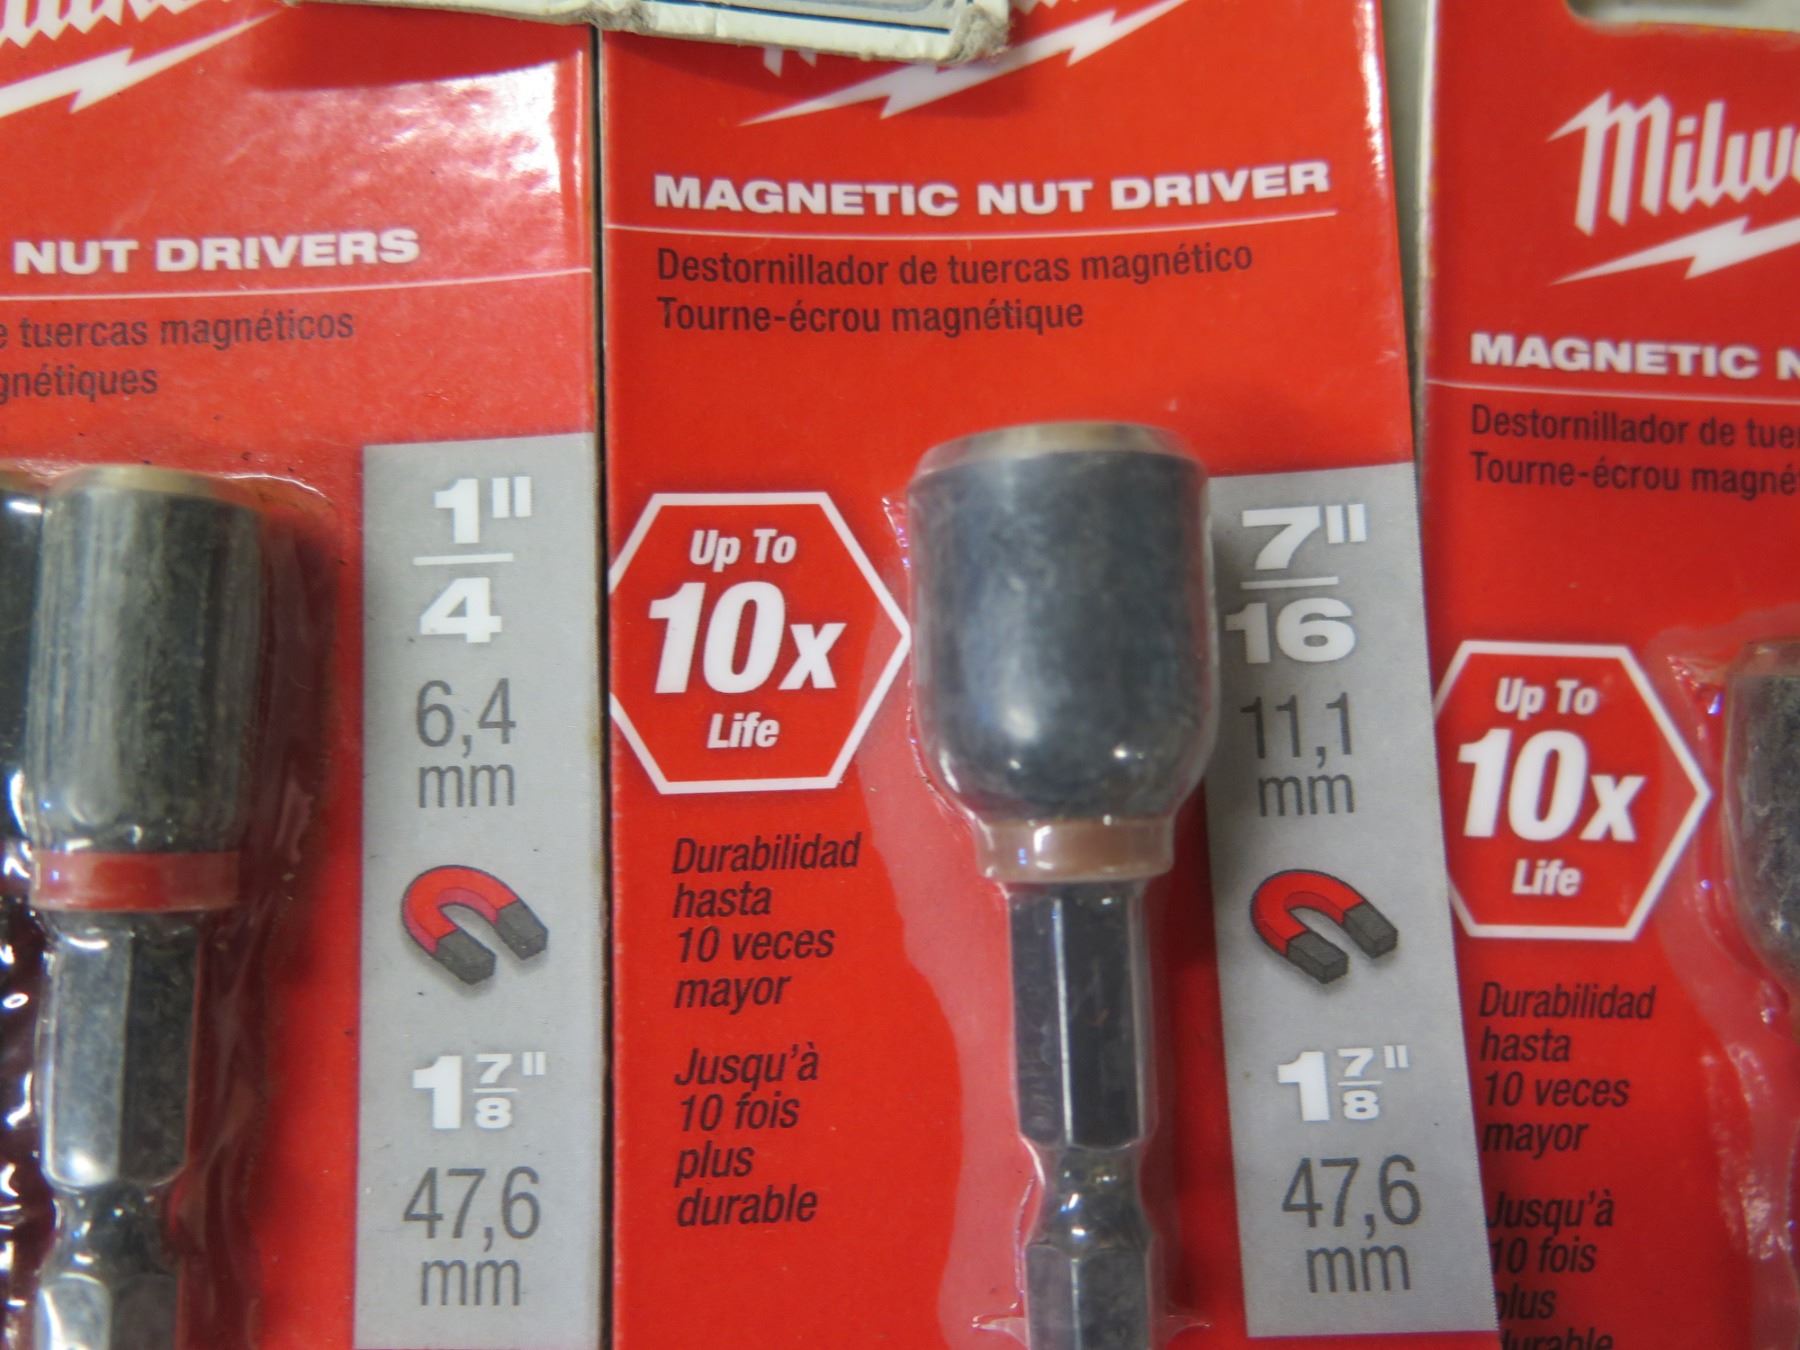 NUT DRIVERS
tuercas magnéticos
1"
4
6,4
mm
1 7/8"
47,6
mm
MAGNETIC NUT DRIVER
Destornillador de tuercas magnético
Tourne-écrou magnétique
Up To
10x
Life
Durabilidad
hasta
10 veces
mayor
Jusqu'à
10 fois
plus
durable
7"
16
11,1
mm
1 7/8"
47,6
mm
Milw
MAGNETIC N
Destornillador de tue
Tourne-écrou magné
Up To
10x
Life
Durabilidad
hasta
10 veces
mayor
Jusqu'à
10 fois
plus
durable